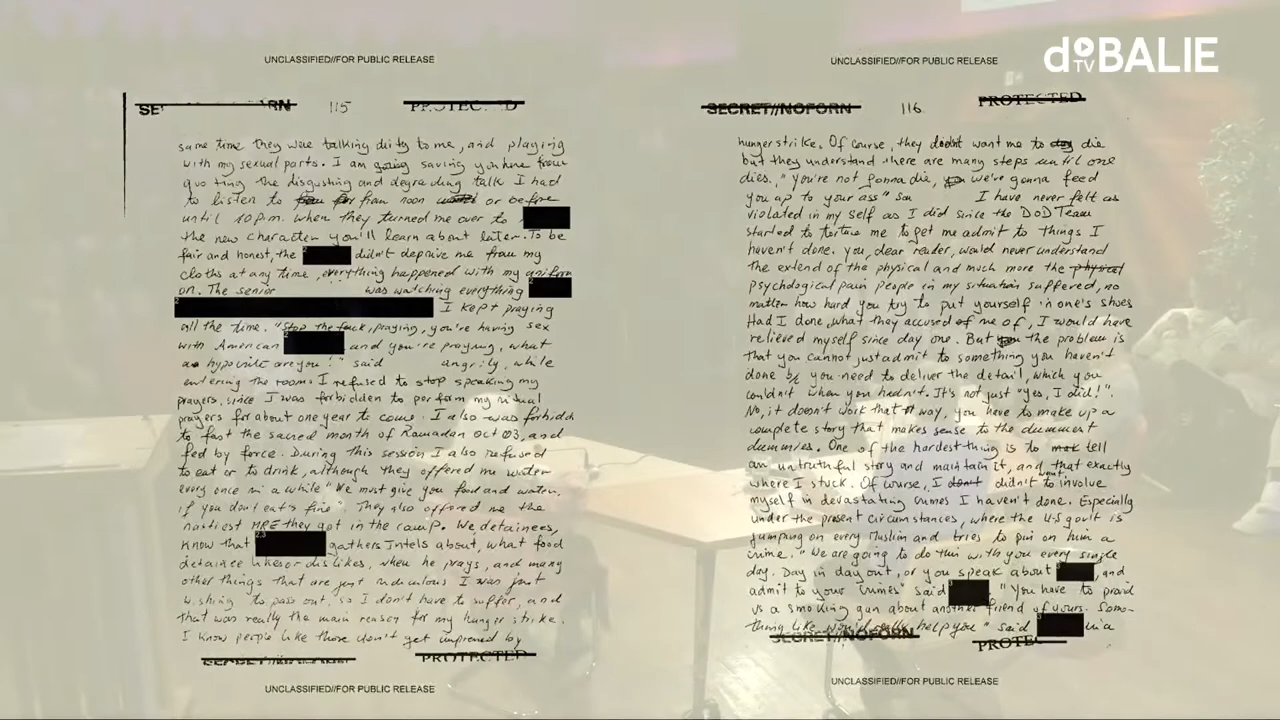 dOTVBALIE
UNCLASSIFIED//FOR PUBLIC RELEASE
115
PROTECTED
same time they were talking dirty to me, and playing
with my sexual parts. I am going saving you here from
quoting the disgusting and degrading talk I had
to listen to from noon or before
until 10 p.m. when they turned me over to
the new character you'll learn about later. To be
fair and honest, the didn't deprive me from my
cloths at any time, everything happened with my uniform
on. The senior was watching everything
I kept praying
all the time. "Stop the fuck praying, you're having sex
with American and you're praying, what
a hypocrite are you!" said angrily, while
entering the room. I refused to stop speaking my
prayers, since I was forbidden to perform my ritual
prayers for about one year to come. I also was forbidden
to fast the sacred month of Ramadan oct 03, and
fed by force. During this session I also refused
to eat or to drink, although they offered me water
every once in a while "We must give you food and water,
if you don't eat's fine". They also offered me the
nastiest MRE they got in the camp. We detainees,
know that gathers Intels about, what food
detainee likes or dislikes, when he prays, and many
other things that are just rediculous I was just
wishing to pass out, so I don't have to suffer, and
that was really the main reason for my hunger strike.
I know people like those don't get impressed by
PROTECTED
UNCLASSIFIED//FOR PUBLIC RELEASE
UNCLASSIFIED//FOR PUBLIC RELEASE
SECRET//NOFORN 116 PROTECTED
hunger strike. Of course, they didn't want me to die
but they understand there are many steps until one
dies. "you're not gonna die, we've gonna feed
you up to your ass" I have never felt as
violated in my self as I did since the DoD Team
started to torture me to get me admit to things I
haven't done. you, dear reader, would never understand
the extend of the physical and much more the physical
psychological pain people in my situation suffered, no
matter how hard you try to put yourself in one's shoes
Had I done what they accused of me of, I would have
relieved myself since day one. But the problem is
that you cannot just admit to something you haven't
done you need to deliver the detail, which you
couldn't when you hadn't. It's not just "yes, I did!".
No, it doesn't work that way, you have to make up a
complete story that makes sense to the dummest
dummies. One of the hardest thing is to tell
an untruthful story and maintain it, and that exactly
where I stuck. Of course, I don't didn't want to involve
myself in devastating crimes I haven't done. Especially
under the present circumstances, where the U.S gov't is
jumping on every Muslim and tries to pin on him a
crime. "We are going to do this with you every single
day. Day in day out, or you speak about , and
admit to your crimes" said "You have to provid
us a smoking gun about another friend of yours. Some-
thing like would really help you" said in a
SECRET//NOFORN
PROTECTED
UNCLASSIFIED//FOR PUBLIC RELEASE